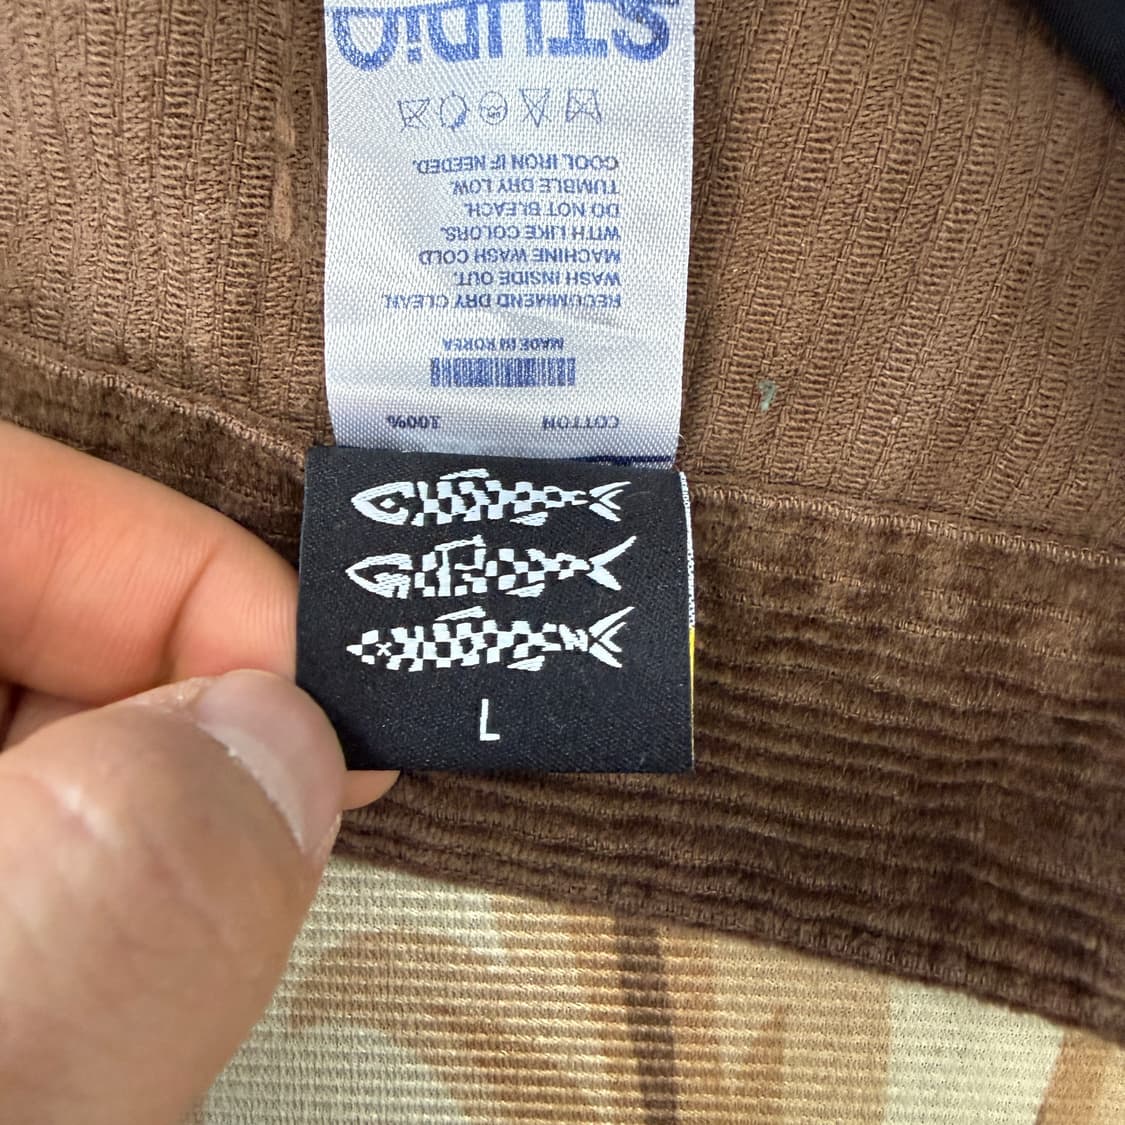 COTTON 100%
MADE IN KOREA
RECOMMEND DRY CLEAN.
WASH INSIDE OUT.
MACHINE WASH COLD
WITH LIKE COLORS.
DO NOT BLEACH.
TUMBLE DRY LOW.
COOL IRON IF NEEDED.
STUDiO
L